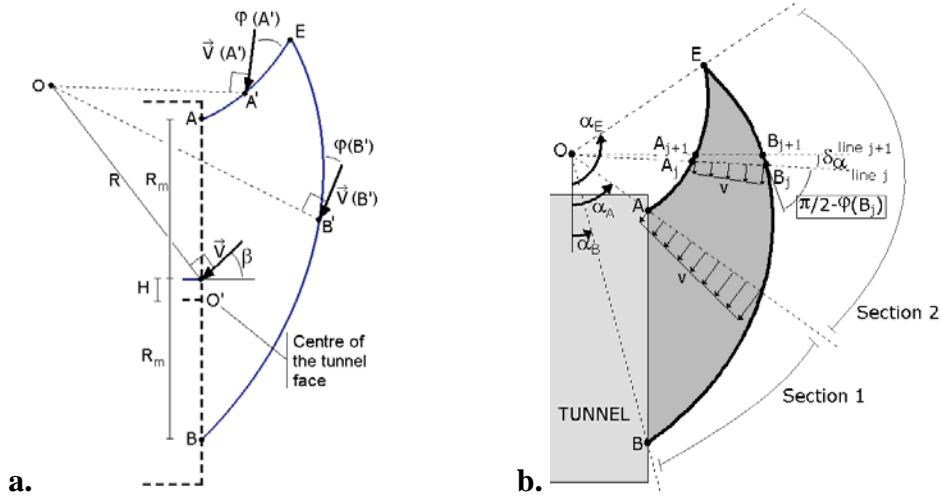 φ(A')
E
V⃗(A')
O
A'
A
φ(B')
R
Rₘ
V⃗(B')
B'
V⃗
β
H
O'
Rₘ
Centre of
the tunnel
face
B
a.
E
αE
O
Aj+1
Bj+1
δα
line j+1
Aj
line j
v
Bj
π/2-φ(Bj)
αA
A
αB
v
Section 2
Section 1
TUNNEL
B
b.